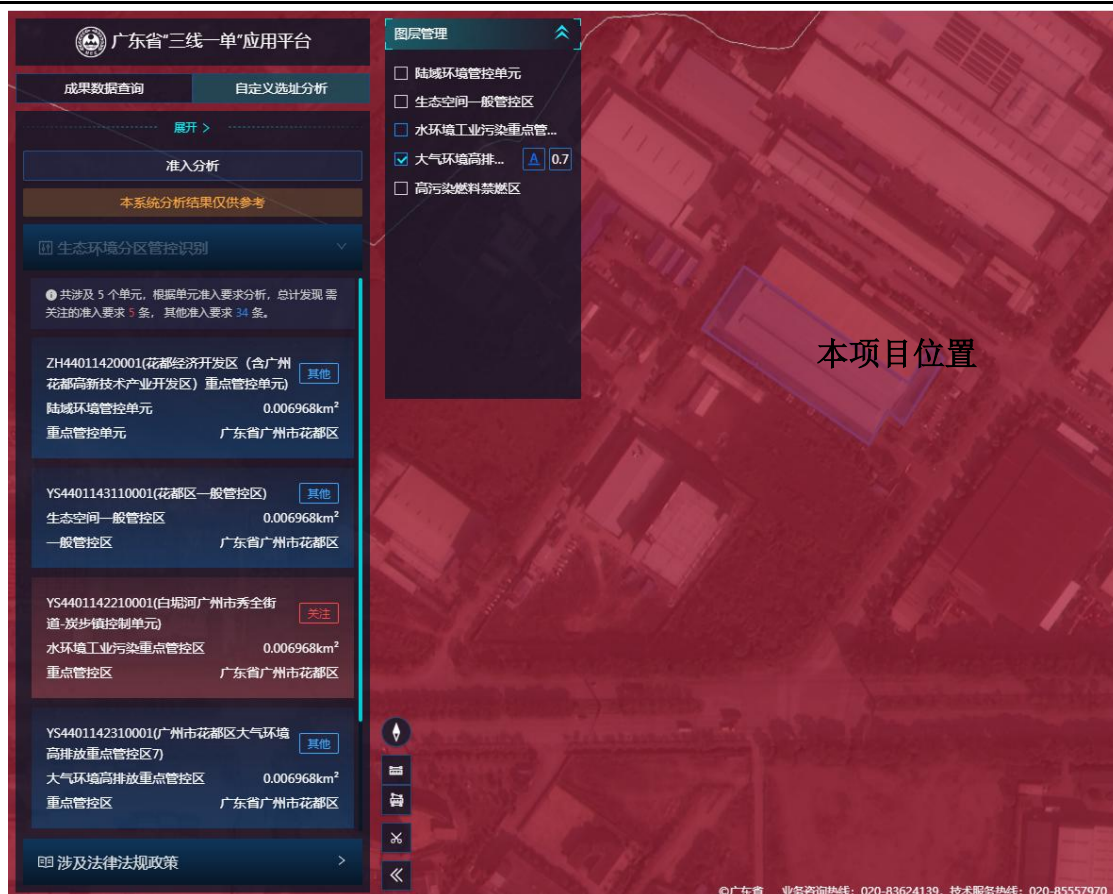 广东省“三线一单”应用平台
成果数据查询
自定义选址分析
展开 >
准入分析
本系统分析结果仅供参考
生态环境分区管控识别
共涉及 5 个单元，根据单元准入要求分析，总计发现 需
关注的准入要求 5 条， 其他准入要求 34 条。
ZH44011420001(花都经济开发区（含广州
花都高新技术产业开发区）重点管控单元)
其他
陆域环境管控单元 0.006968km²
重点管控单元 广东省广州市花都区
YS4401143110001(花都区一般管控区)
其他
生态空间一般管控区 0.006968km²
一般管控区 广东省广州市花都区
YS4401142210001(白坭河广州市秀全街
道-炭步镇控制单元)
关注
水环境工业污染重点管控区 0.006968km²
重点管控区 广东省广州市花都区
YS4401142310001(广州市花都区大气环境
高排放重点管控区7)
其他
大气环境高排放重点管控区 0.006968km²
重点管控区 广东省广州市花都区
涉及法律法规政策
图层管理
陆域环境管控单元
生态空间一般管控区
水环境工业污染重点管...
大气环境高排... A 0.7
高污染燃料禁燃区
本项目位置
©广东省 业务咨询热线：020-83624139，技术服务热线：020-85557970